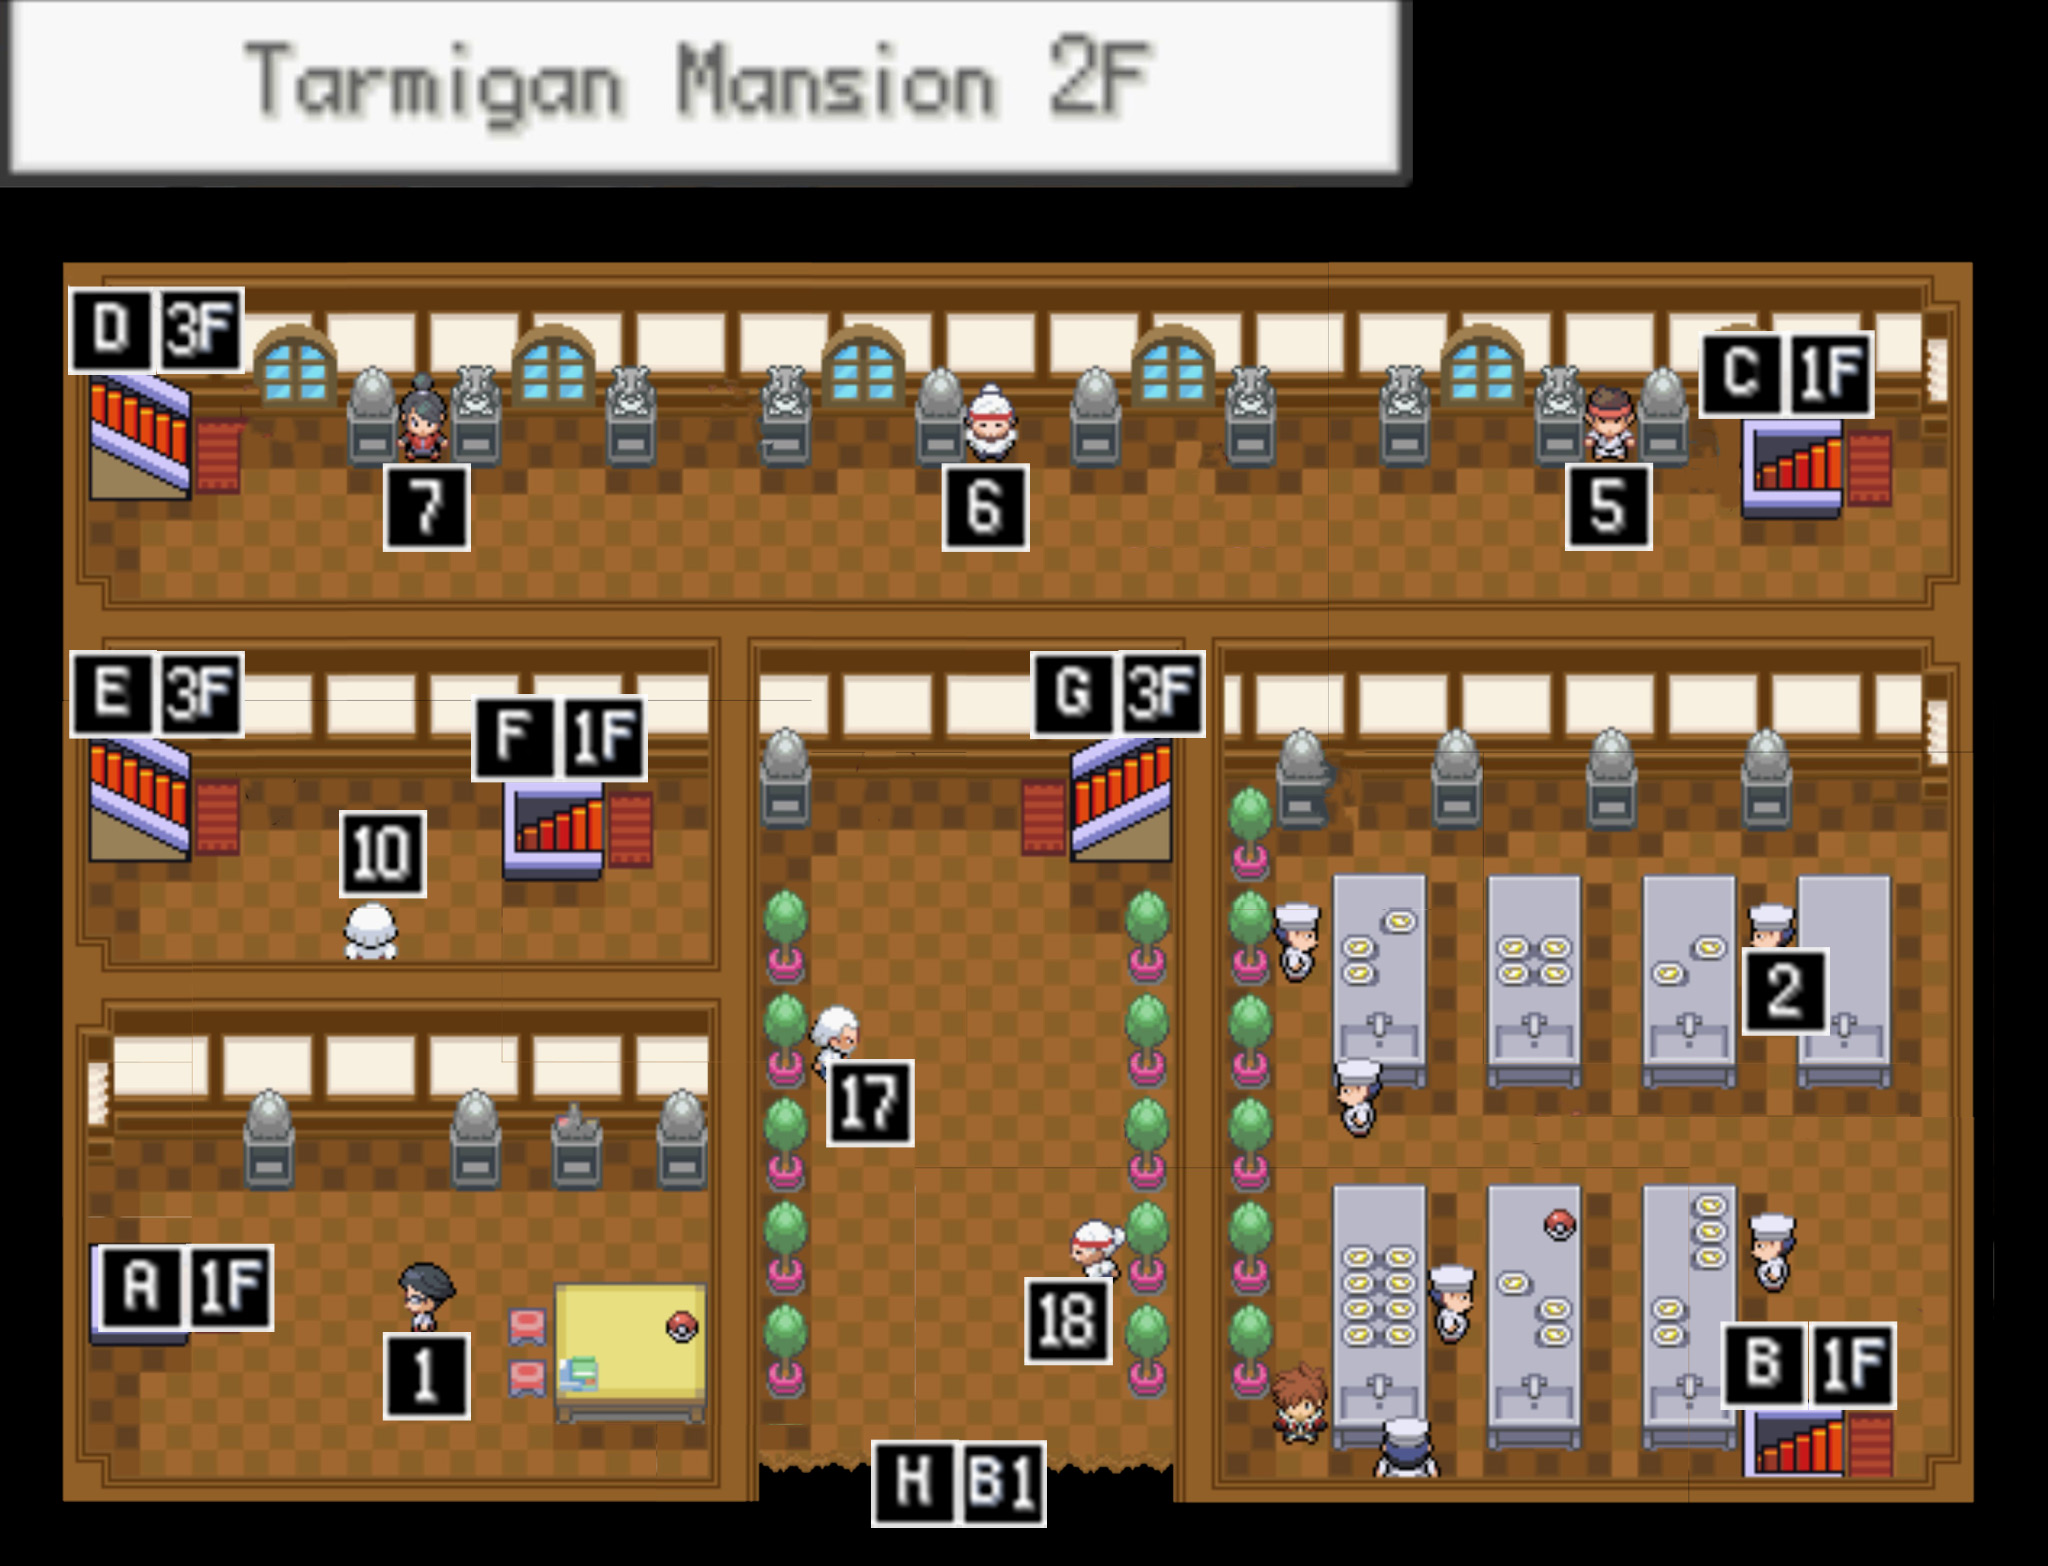 Tarmigan Mansion 2F
D 3F
C 1F
7
6
5
E 3F
G 3F
F 1F
10
2
17
A 1F
18
1
B 1F
H B1